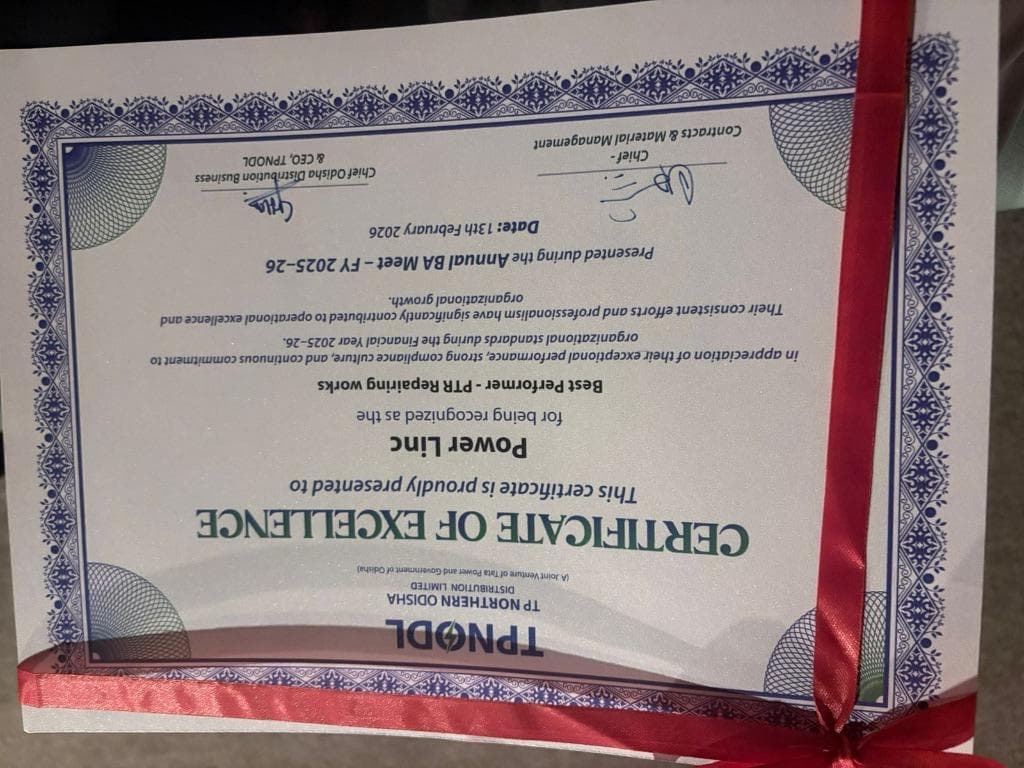 TPNODL
TP NORTHERN ODISHA
DISTRIBUTION LIMITED
(A Joint Venture of Tata Power and Government of Odisha)
CERTIFICATE OF EXCELLENCE
This certificate is proudly presented to
Power Linc
for being recognized as the
Best Performer - PTR Repairing works
in appreciation of their exceptional performance, strong compliance culture, and continuous commitment to
organizational standards during the Financial Year 2025-26.
Their consistent efforts and professionalism have significantly contributed to operational excellence and
organizational growth.
Presented during the Annual BA Meet – FY 2025-26
Date: 13th February 2026
Chief -
Contracts & Material Management
Chief Odisha Distribution Business
& CEO, TPNODL